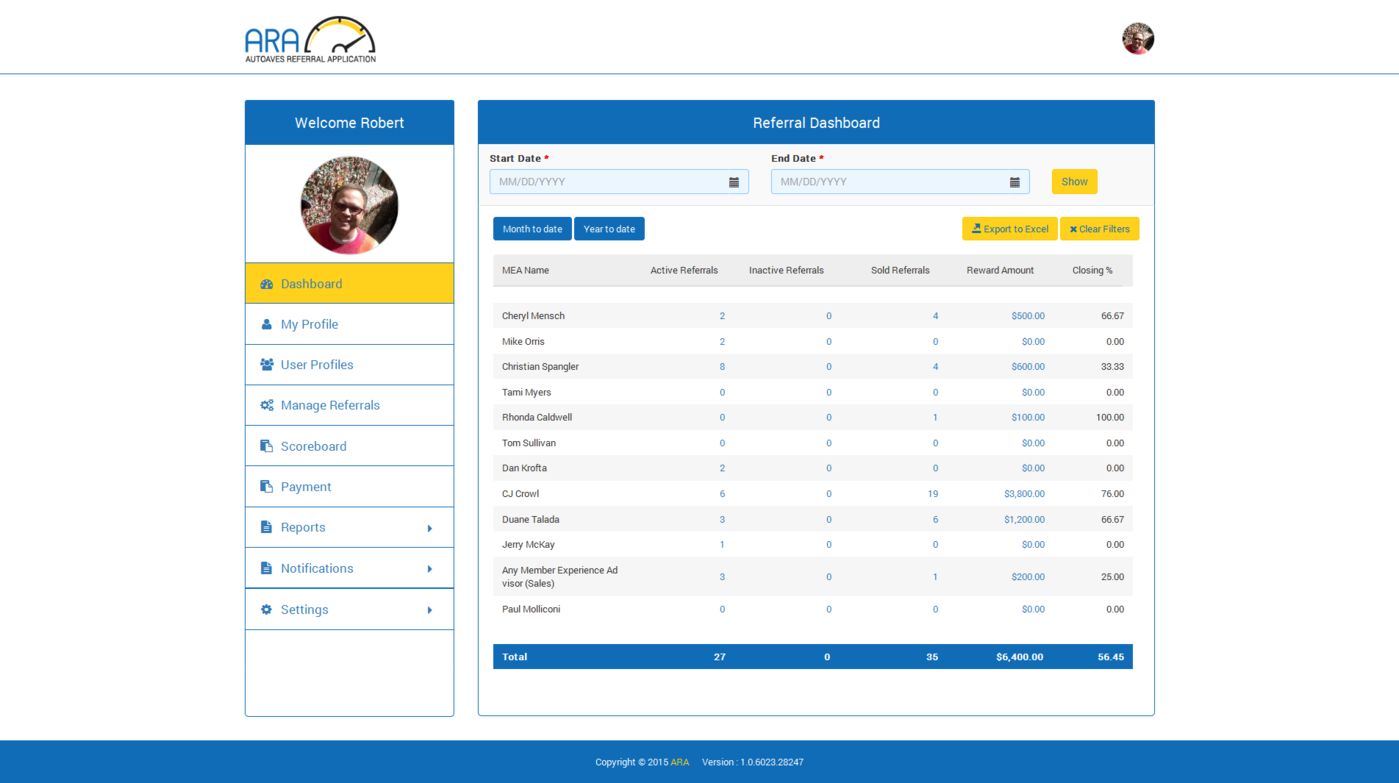 ARA
AUTOAVES REFERRAL APPLICATION
Welcome Robert
Dashboard
My Profile
User Profiles
Manage Referrals
Scoreboard
Payment
Reports
Notifications
Settings
Referral Dashboard
Start Date * End Date *
MM/DD/YYYY MM/DD/YYYY Show
Month to date Year to date Export to Excel Clear Filters
MEA Name Active Referrals Inactive Referrals Sold Referrals Reward Amount Closing %
Cheryl Mensch 2 0 4 $500.00 66.67
Mike Orris 2 0 0 $0.00 0.00
Christian Spangler 8 0 4 $600.00 33.33
Tami Myers 0 0 0 $0.00 0.00
Rhonda Caldwell 0 0 1 $100.00 100.00
Tom Sullivan 0 0 0 $0.00 0.00
Dan Krofta 2 0 0 $0.00 0.00
CJ Crowl 6 0 19 $3,800.00 76.00
Duane Talada 3 0 6 $1,200.00 66.67
Jerry McKay 1 0 0 $0.00 0.00
Any Member Experience Ad
visor (Sales) 3 0 1 $200.00 25.00
Paul Molliconi 0 0 0 $0.00 0.00
Total 27 0 35 $6,400.00 56.45
Copyright © 2015 ARA Version : 1.0.6023.28247